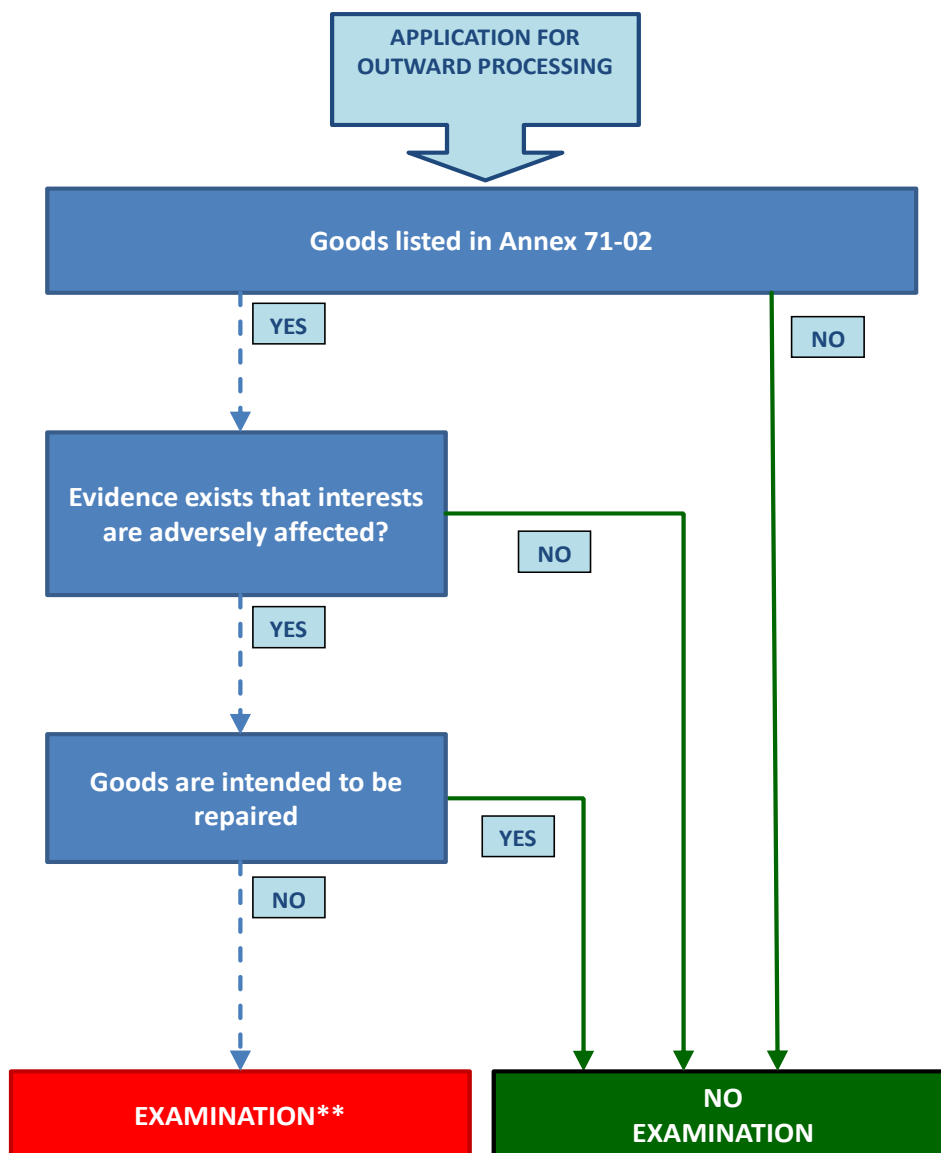 APPLICATION FOR
OUTWARD PROCESSING
Goods listed in Annex 71-02
YES
NO
Evidence exists that interests
are adversely affected?
NO
YES
Goods are intended to be
repaired
YES
NO
EXAMINATION**
NO
EXAMINATION